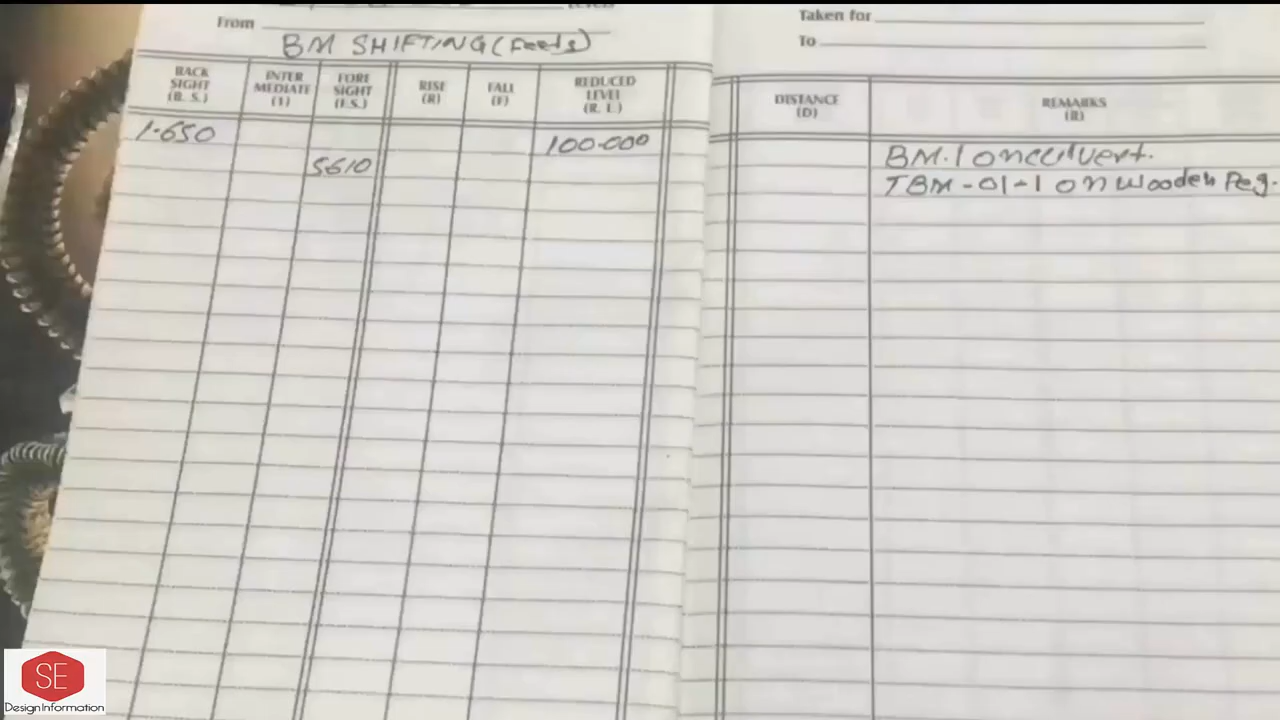 From
BM SHIFTING (Feets)
BACK SIGHT (B. S.) INTER MEDIATE (I) FORE SIGHT (F.S.) RISE (R) FALL (F) REDUCED LEVEL (R. L.)
1.650 100.000
5610
Taken for
To
DISTANCE (D) REMARKS (R)
BM.1 on culvert.
TBM-01-1 on wooden Peg.
SE
Design Information